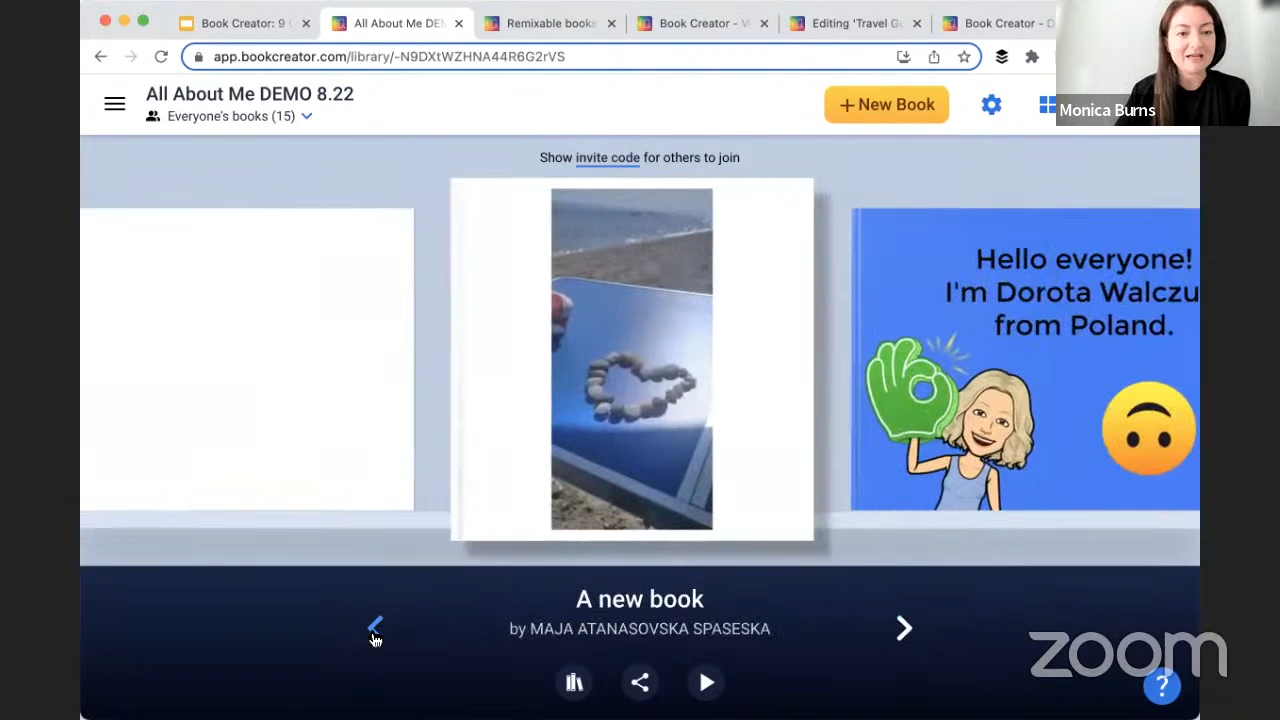 Book Creator: 9
All About Me DEM
Remixable books
Book Creator - V
Editing 'Travel G
Book Creator - D
app.bookcreator.com/library/-N9DXtWZHNA44R6G2rVS
All About Me DEMO 8.22
Everyone's books (15)
+ New Book
Monica Burns
Show invite code for others to join
Hello everyone!
I'm Dorota Walczu
from Poland.
A new book
by MAJA ATANASOVSKA SPASESKA
zoom
?